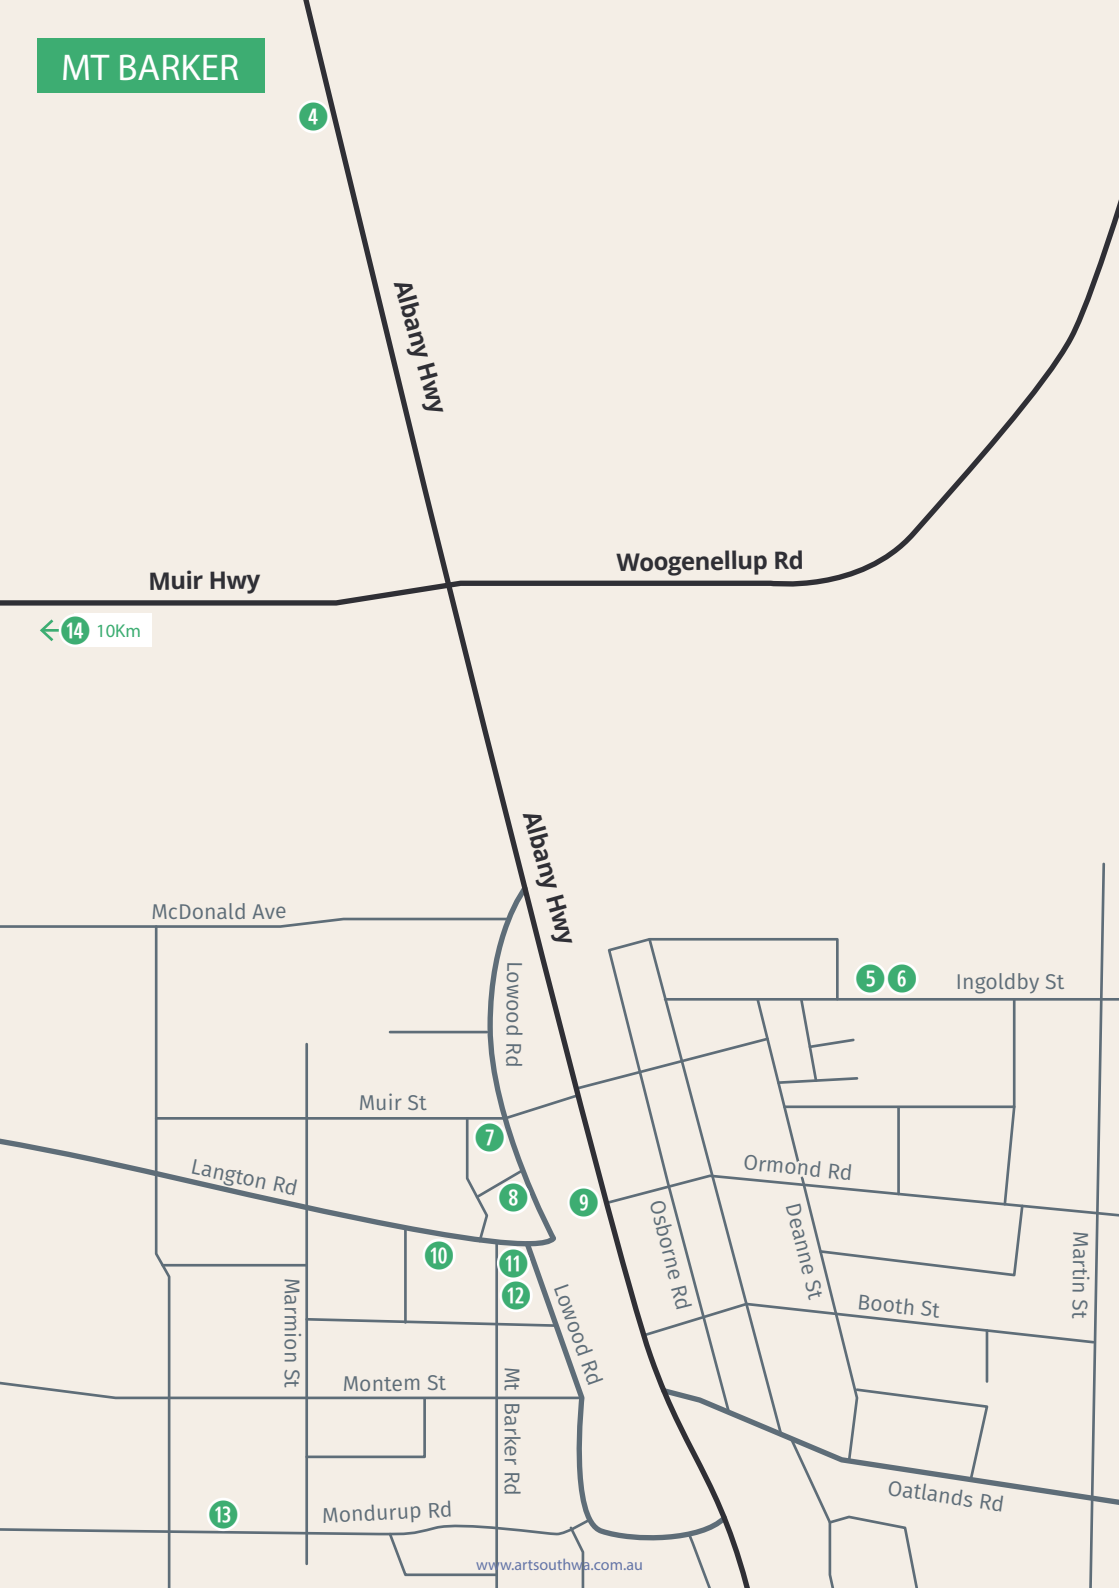 MT BARKER
4
Albany Hwy
Woogenellup Rd
Muir Hwy
14 10Km
Albany Hwy
McDonald Ave
Lowood Rd
5 6
Ingoldby St
Muir St
7
Langton Rd
Ormond Rd
8
9
Osborne Rd
Deanne St
Martin St
10
11
12
Marmion St
Lowood Rd
Booth St
Montem St
Mt Barker Rd
Oatlands Rd
13
Mondurup Rd
www.artsouthwa.com.au